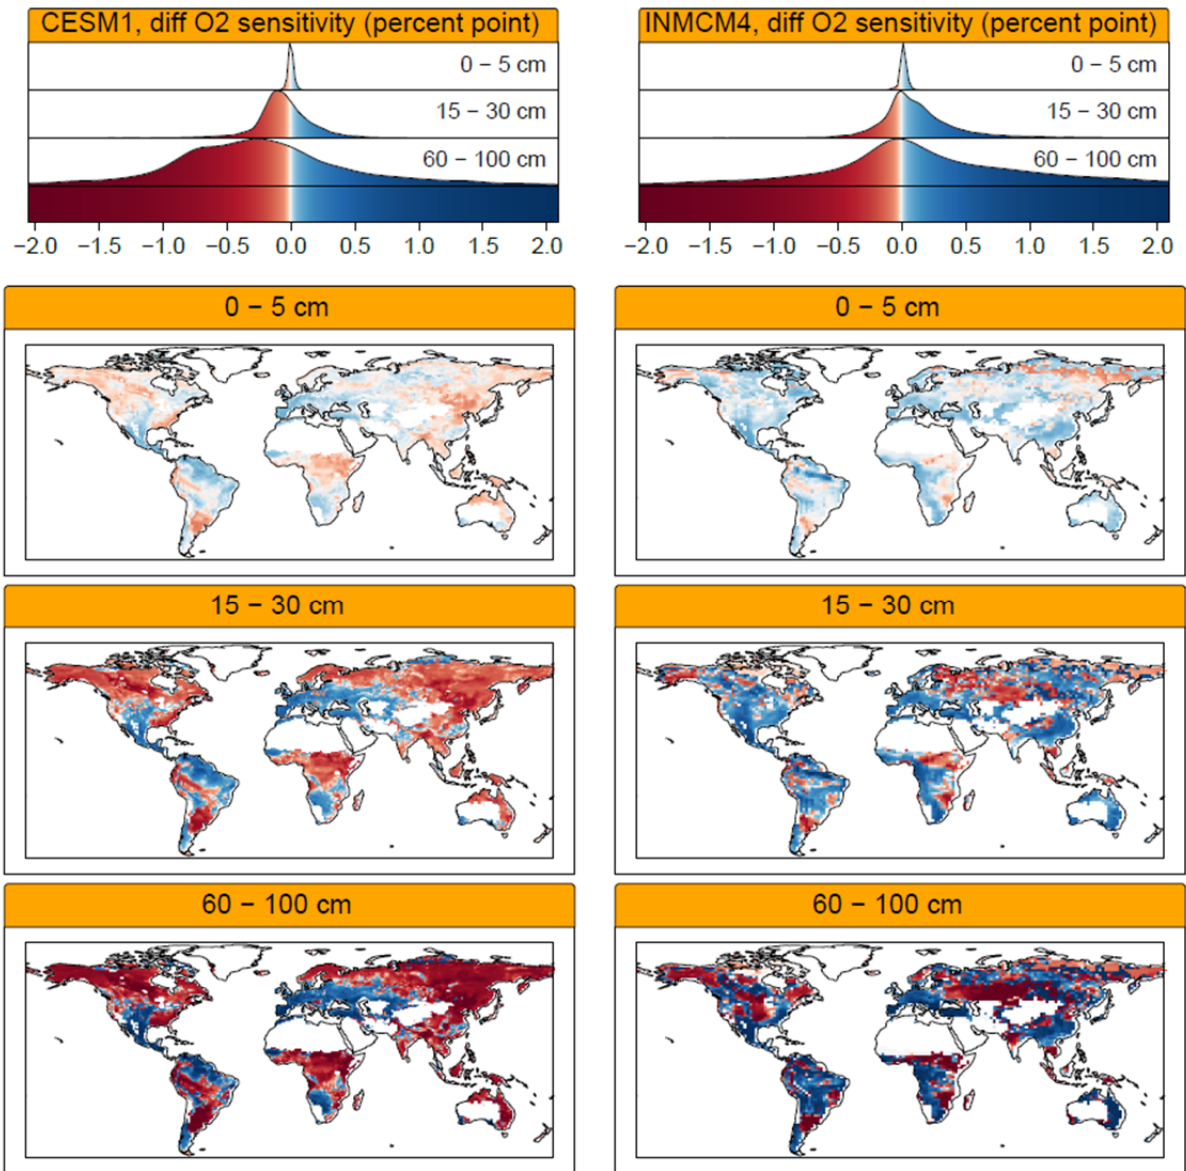 CESM1, diff O2 sensitivity (percent point)
0 − 5 cm
15 − 30 cm
60 − 100 cm
−2.0 −1.5 −1.0 −0.5 0.0 0.5 1.0 1.5 2.0
INMCM4, diff O2 sensitivity (percent point)
0 − 5 cm
15 − 30 cm
60 − 100 cm
−2.0 −1.5 −1.0 −0.5 0.0 0.5 1.0 1.5 2.0
0 − 5 cm
0 − 5 cm
15 − 30 cm
15 − 30 cm
60 − 100 cm
60 − 100 cm